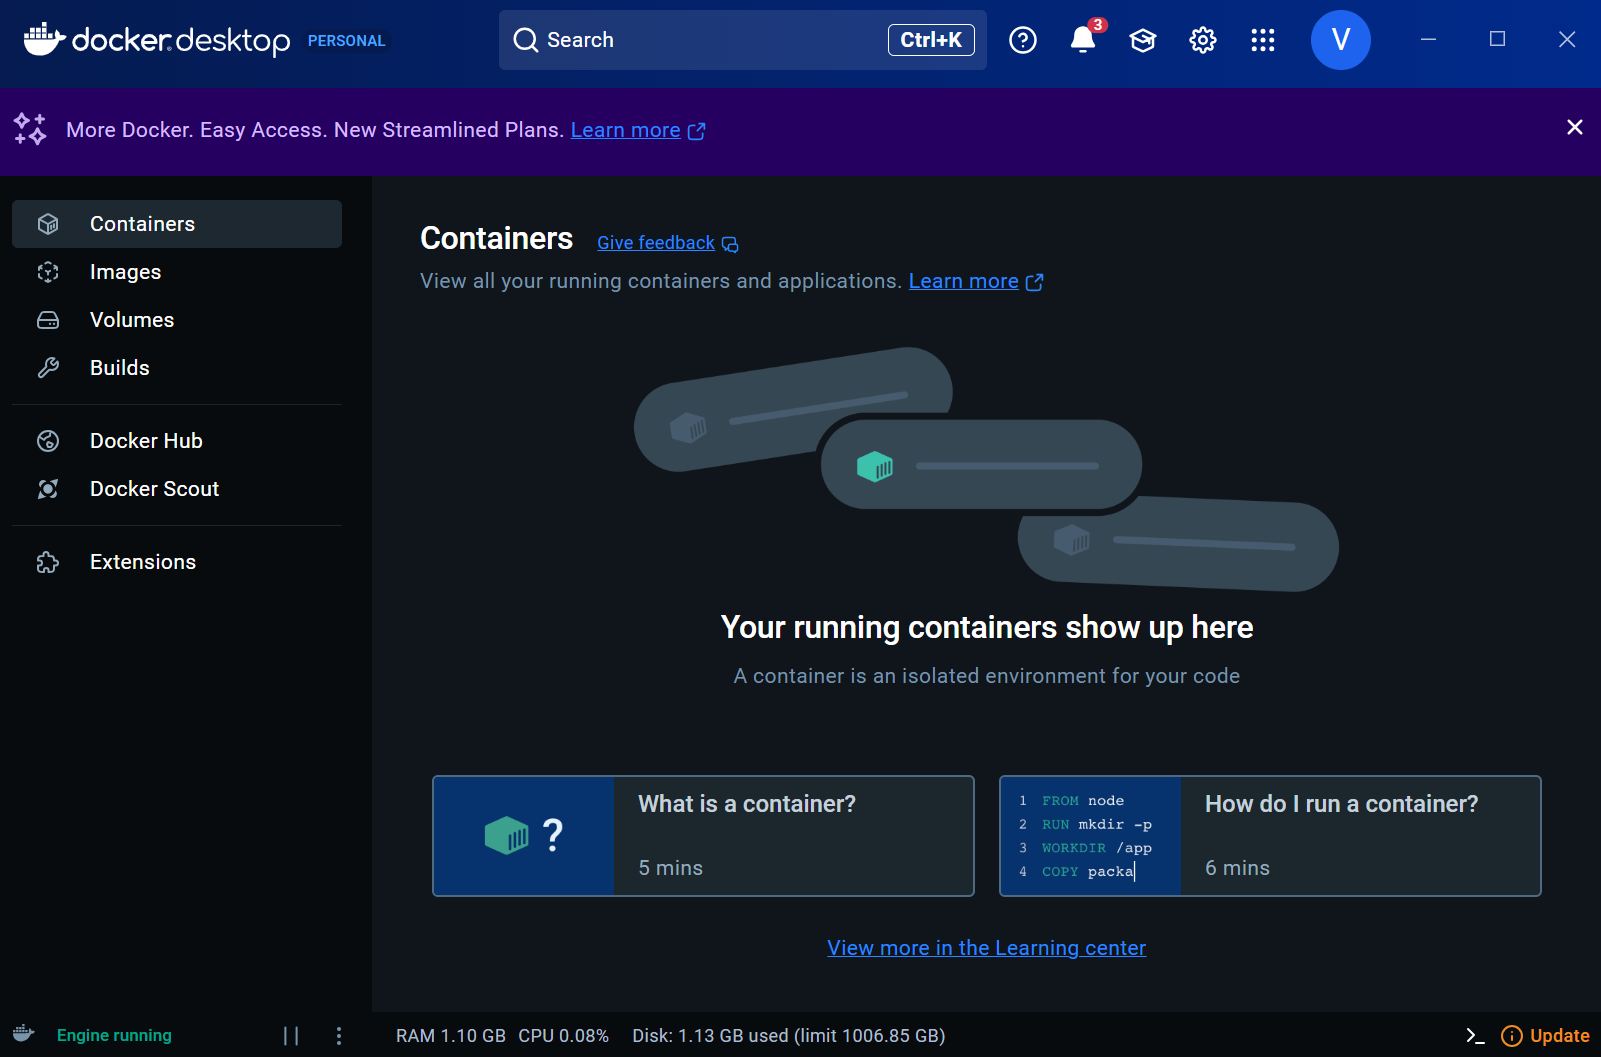 docker desktop PERSONAL
Search
Ctrl+K
3
V
More Docker. Easy Access. New Streamlined Plans. Learn more
Containers
Images
Volumes
Builds
Docker Hub
Docker Scout
Extensions
Containers Give feedback
View all your running containers and applications. Learn more
Your running containers show up here
A container is an isolated environment for your code
?
What is a container?
5 mins
1 FROM node
2 RUN mkdir -p
3 WORKDIR /app
4 COPY packa
How do I run a container?
6 mins
View more in the Learning center
Engine running
RAM 1.10 GB CPU 0.08% Disk: 1.13 GB used (limit 1006.85 GB)
Update